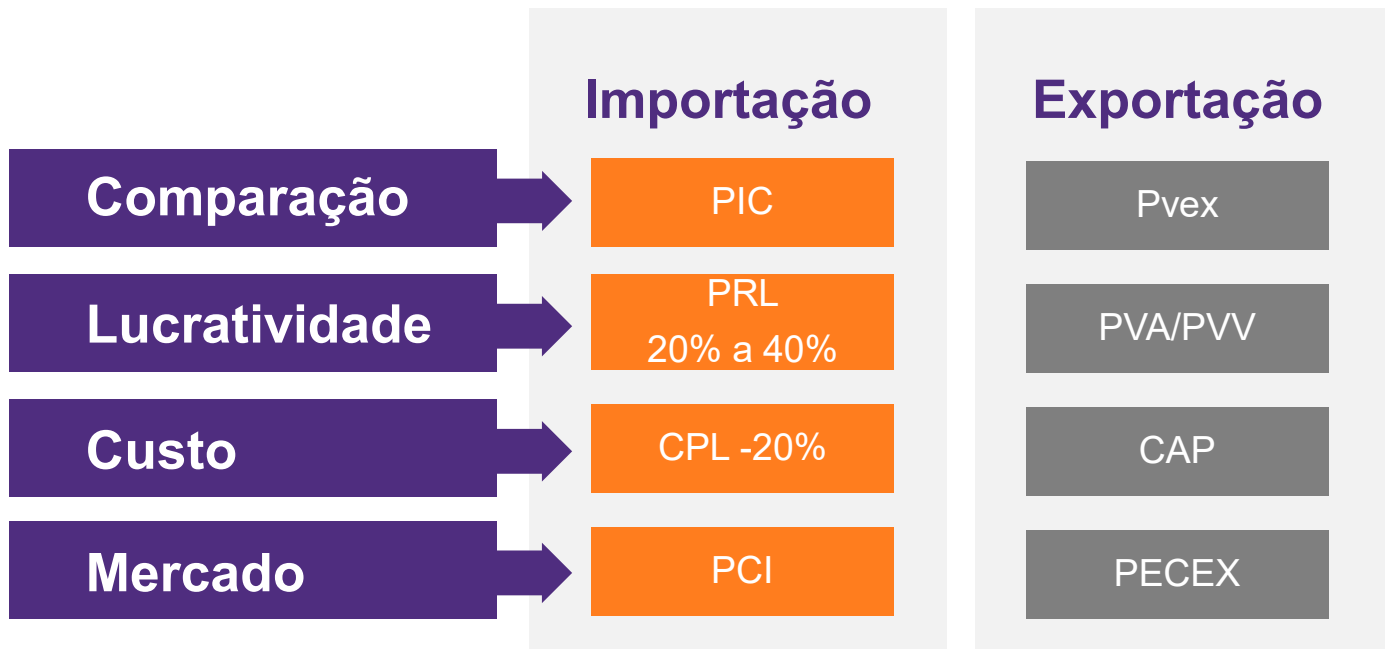 Importação
Exportação
Comparação
PIC
Pvex
Lucratividade
PRL
20% a 40%
PVA/PVV
Custo
CPL -20%
CAP
Mercado
PCI
PECEX